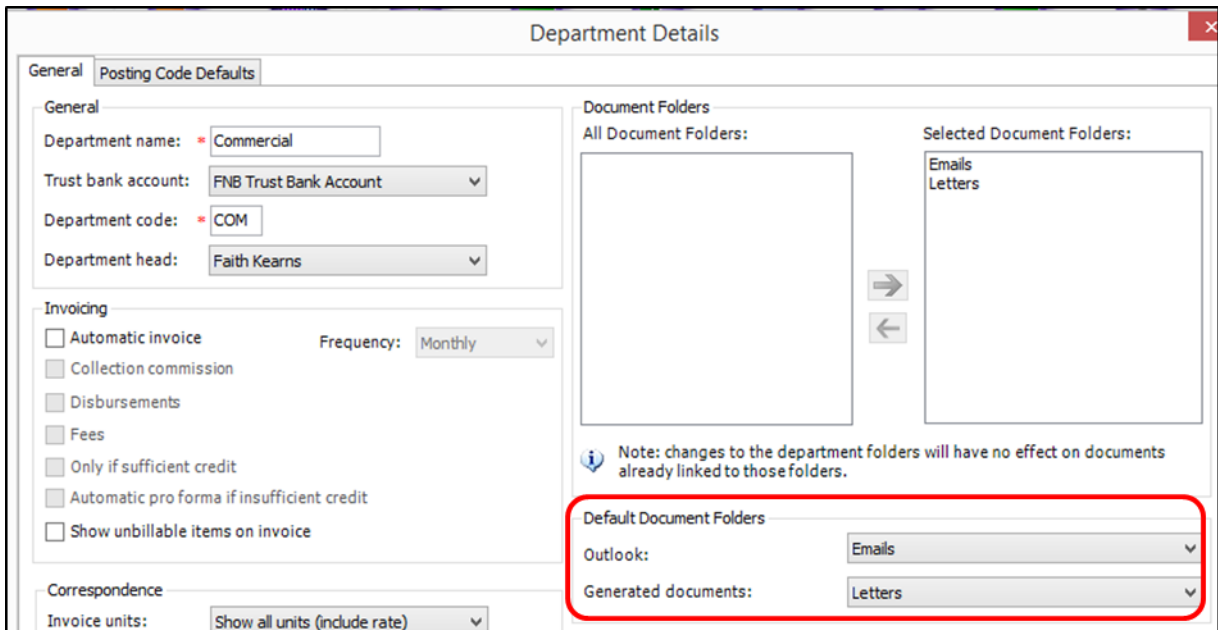 Department Details
General
Posting Code Defaults
General
Department name: * Commercial
Trust bank account: FNB Trust Bank Account
Department code: * COM
Department head: Faith Kearns
Invoicing
Automatic invoice
Frequency: Monthly
Collection commission
Disbursements
Fees
Only if sufficient credit
Automatic pro forma if insufficient credit
Show unbillable items on invoice
Correspondence
Invoice units: Show all units (include rate)
Document Folders
All Document Folders:
Selected Document Folders:
Emails
Letters
Note: changes to the department folders will have no effect on documents
already linked to those folders.
Default Document Folders
Outlook: Emails
Generated documents: Letters